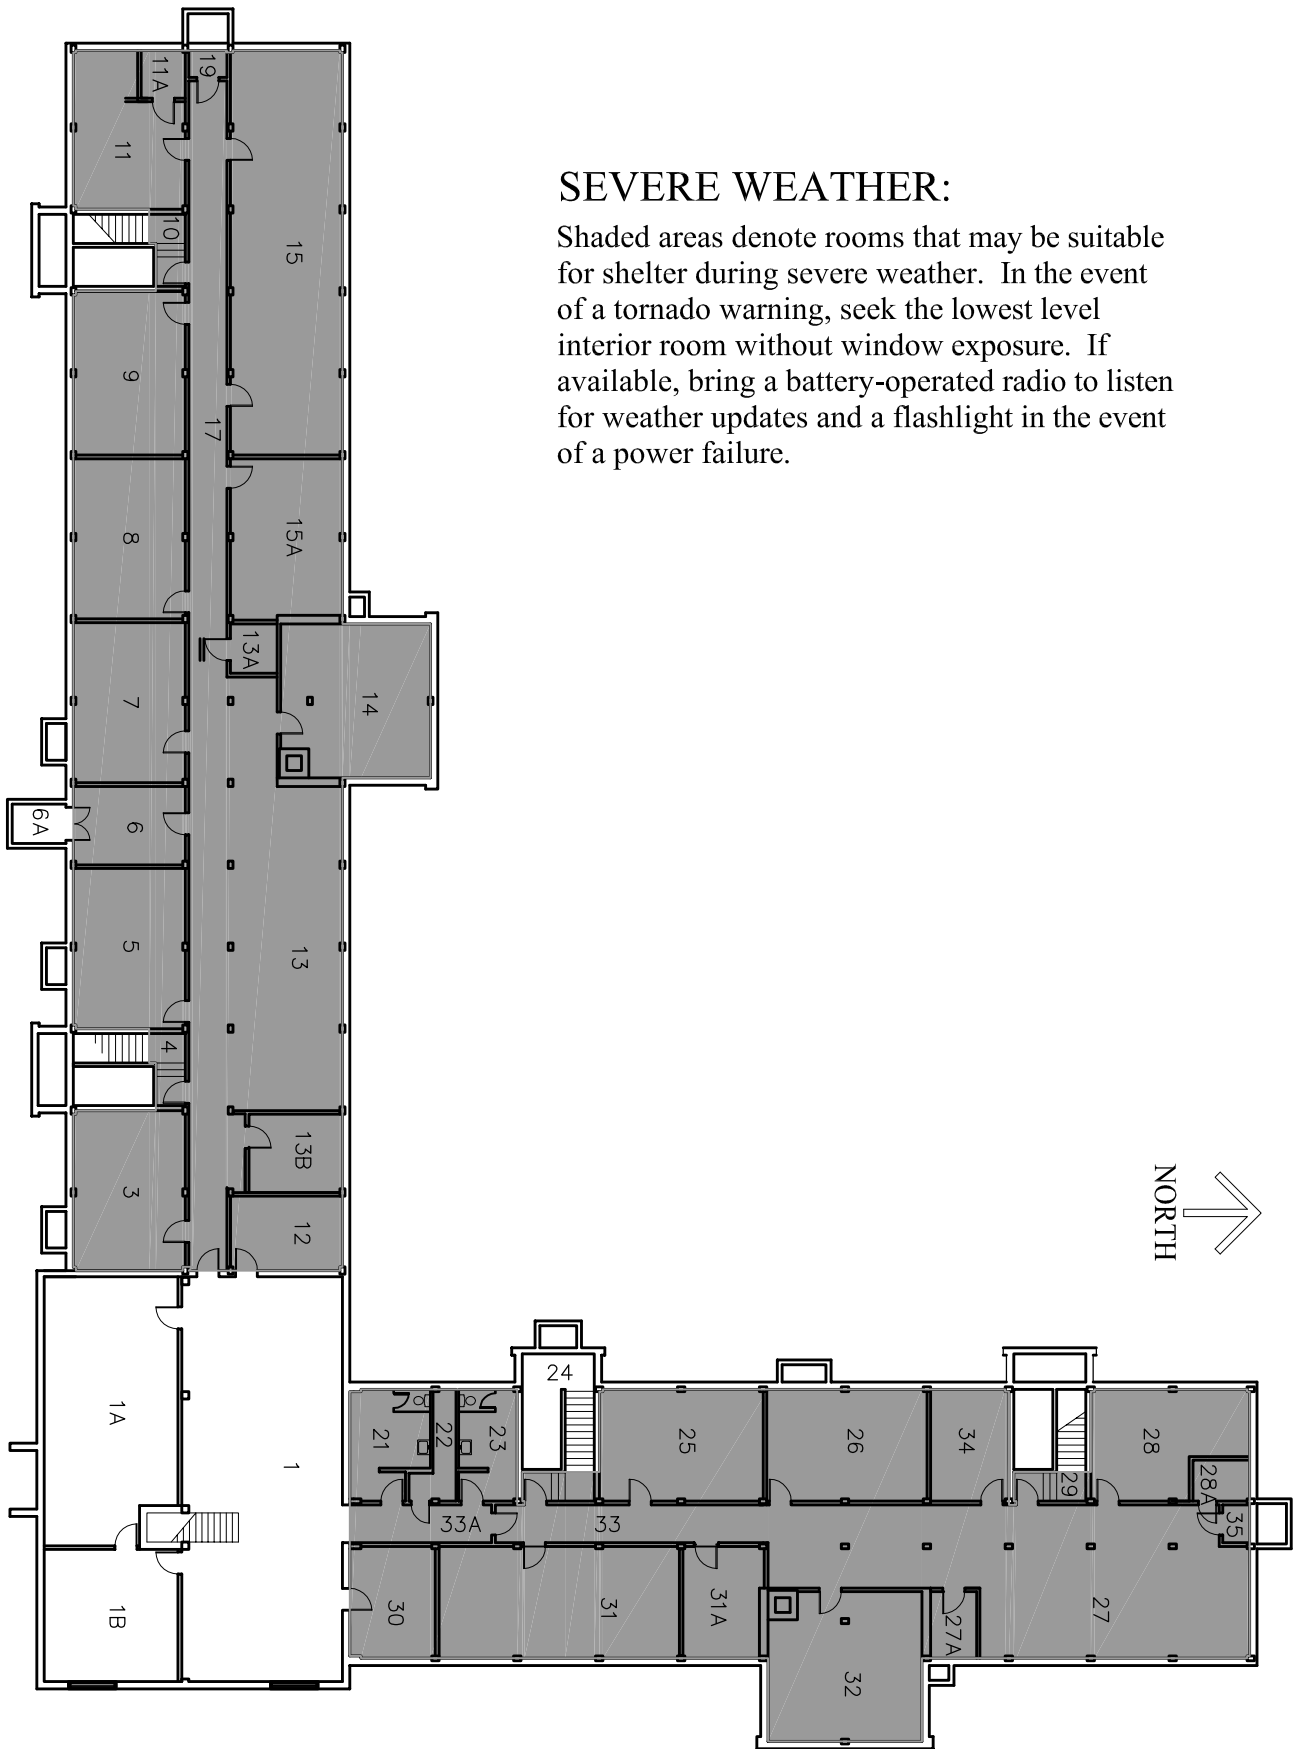 19
11A
11
10
15
9
17
8
15A
13A
7
14
6A
6
5
13
4
13B
3
12
SEVERE WEATHER:
Shaded areas denote rooms that may be suitable
for shelter during severe weather.  In the event
of a tornado warning, seek the lowest level
interior room without window exposure.  If
available, bring a battery-operated radio to listen
for weather updates and a flashlight in the event
of a power failure.
NORTH
1A
1
1B
24
21
22
23
25
26
34
28
29
28A
35
33A
33
30
31
31A
27A
27
32